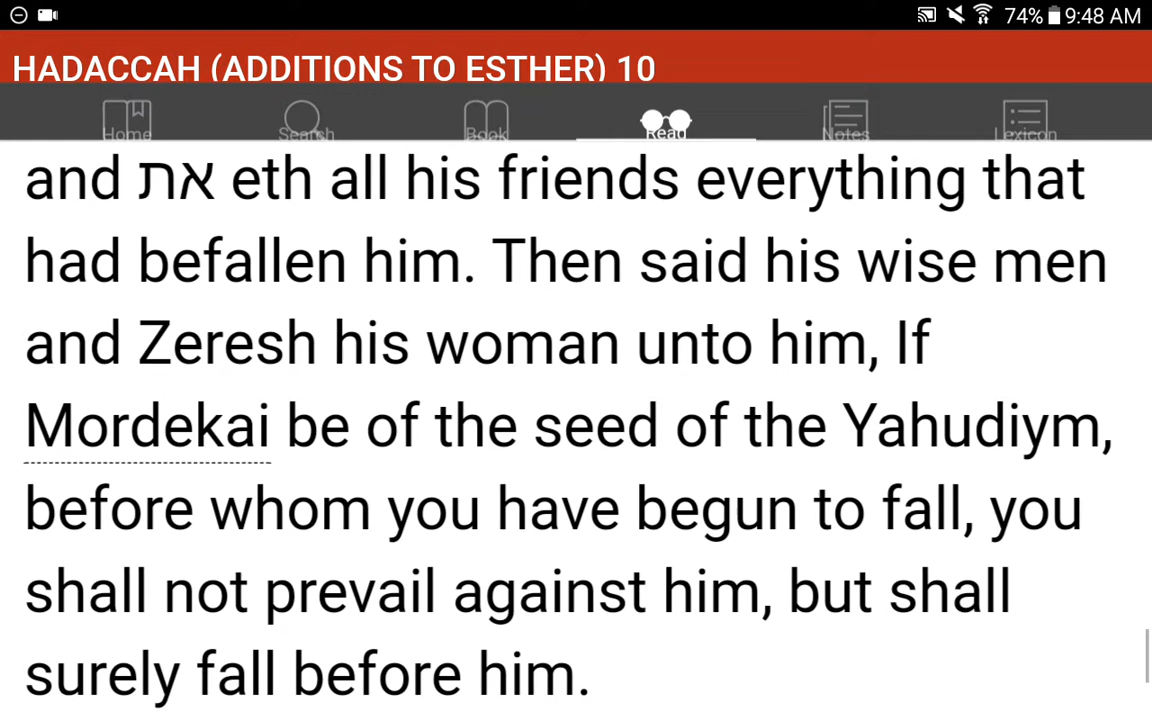 74% 9:48 AM
HADACCAH (ADDITIONS TO ESTHER) 10
Home Search Book Read Notes Lexicon
and את eth all his friends everything that
had befallen him. Then said his wise men
and Zeresh his woman unto him, If
Mordekai be of the seed of the Yahudiym,
before whom you have begun to fall, you
shall not prevail against him, but shall
surely fall before him.